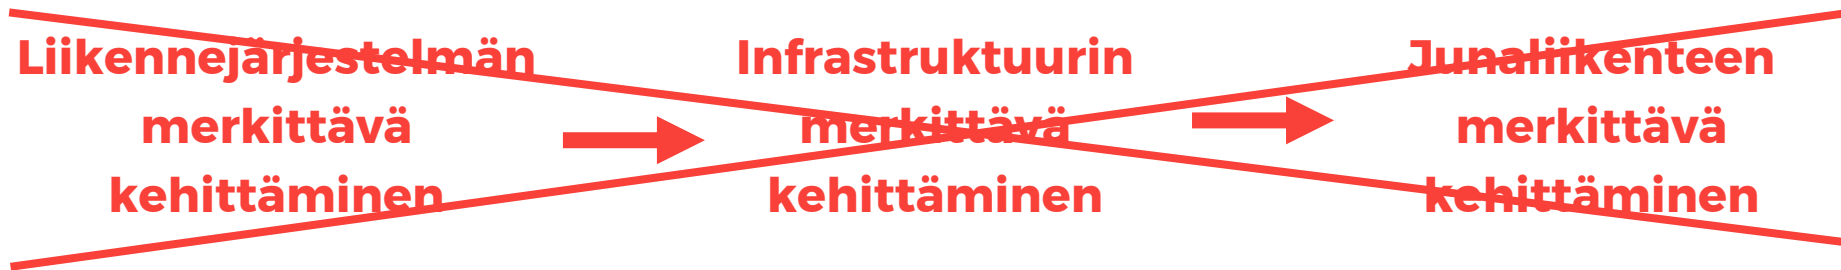 Liikennejärjestelmän
merkittävä
kehittäminen
Infrastruktuurin
merkittävä
kehittäminen
Junaliikenteen
merkittävä
kehittäminen